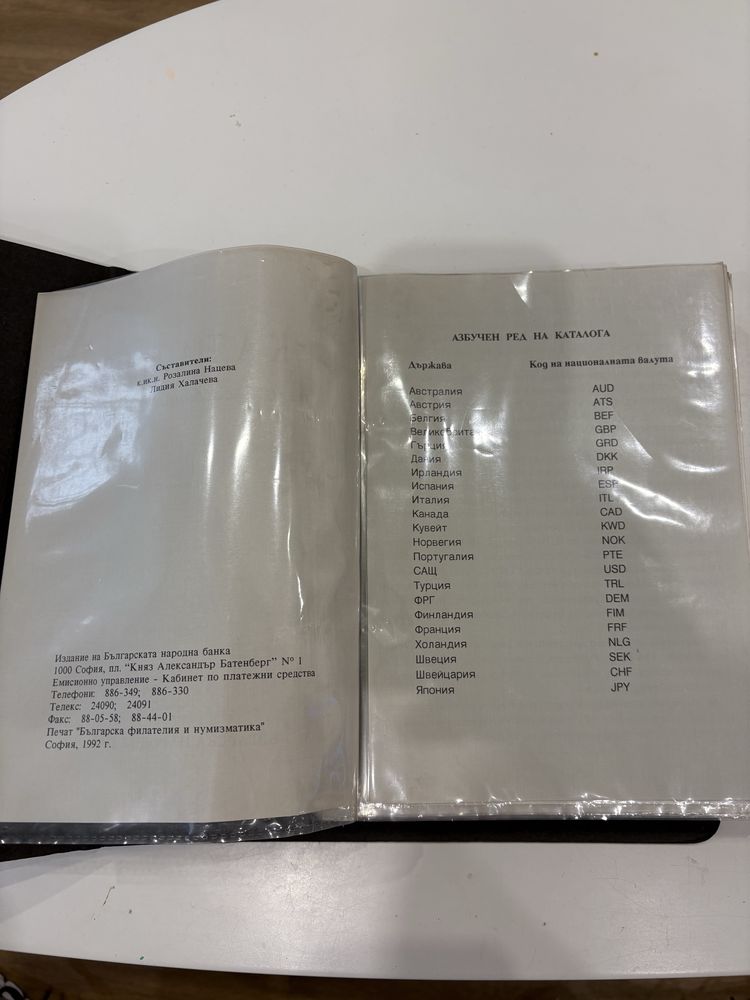 Съставители:
к.ик.н. Розалина Нацева
Лидия Халачева
Издание на Българската народна банка
1000 София, пл. "Княз Александър Батенберг" № 1
Емисионно управление - Кабинет по платежни средства
Телефони: 886-349; 886-330
Телекс: 24090; 24091
Факс: 88-05-58; 88-44-01
Печат "Българска филателия и нумизматика"
София, 1992 г.
АЗБУЧЕН РЕД НА КАТАЛОГА
Държава Код на националната валута
Австралия AUD
Австрия ATS
Белгия BEF
GBP
Гърция GRD
Дания DKK
Ирландия IRP
Испания ESP
Италия ITL
Канада CAD
Кувейт KWD
Норвегия NOK
Португалия PTE
САЩ USD
Турция TRL
ФРГ DEM
Финландия FIM
Франция FRF
Холандия NLG
Швеция SEK
Швейцария CHF
Япония JPY